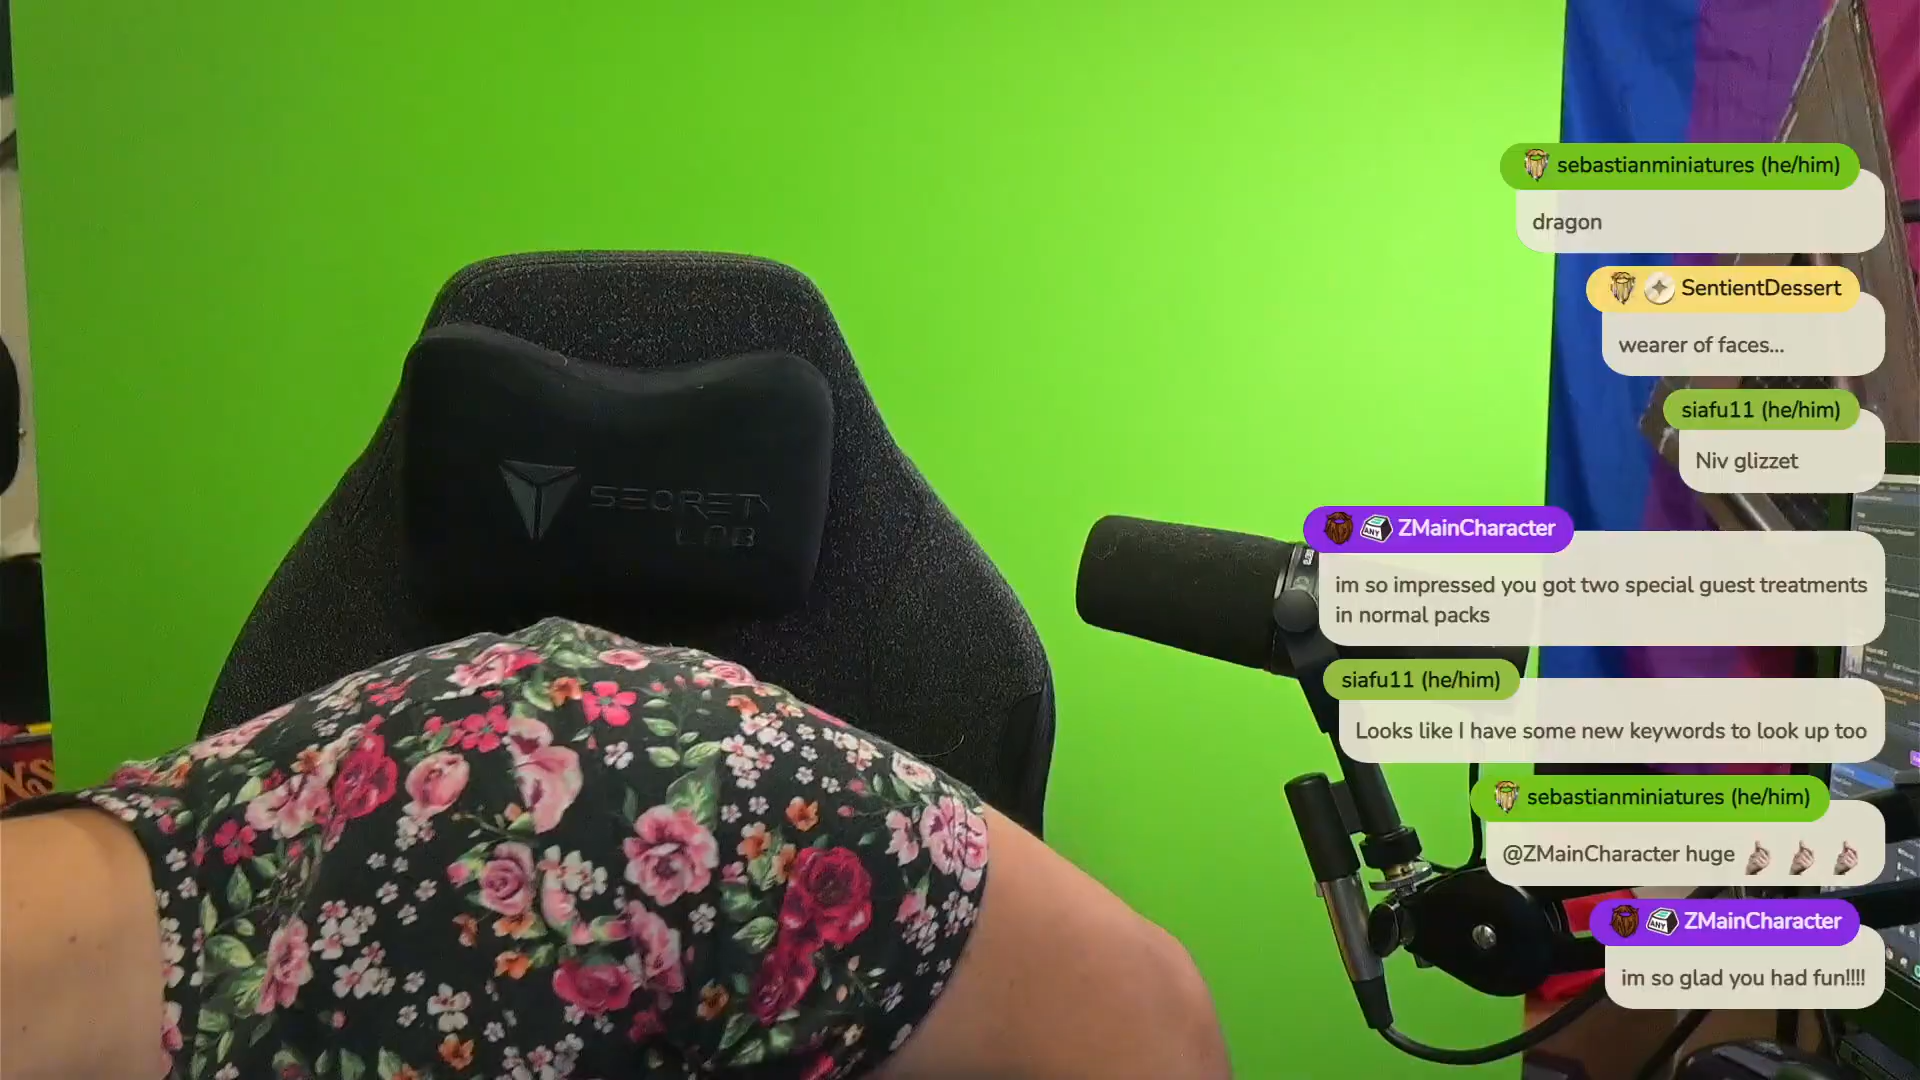 sebastianminiatures (he/him)
dragon
SentientDessert
wearer of faces...
siafu11 (he/him)
Niv glizzet
ANY ZMainCharacter
im so impressed you got two special guest treatments
in normal packs
siafu11 (he/him)
Looks like I have some new keywords to look up too
sebastianminiatures (he/him)
@ZMainCharacter huge
ANY ZMainCharacter
im so glad you had fun!!!!
SECRET
LAB